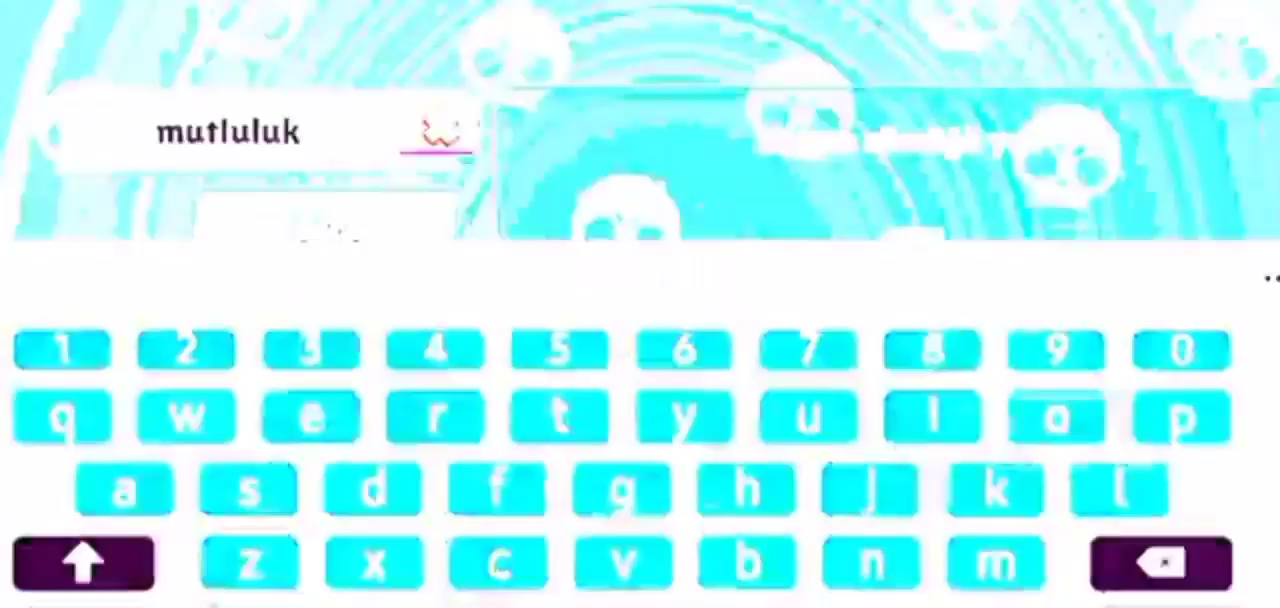 mutluluk
1 2 3 4 5 6 7 8 9 0
q w e r t y u ı o p
a s d f g h j k l
z x c v b n m